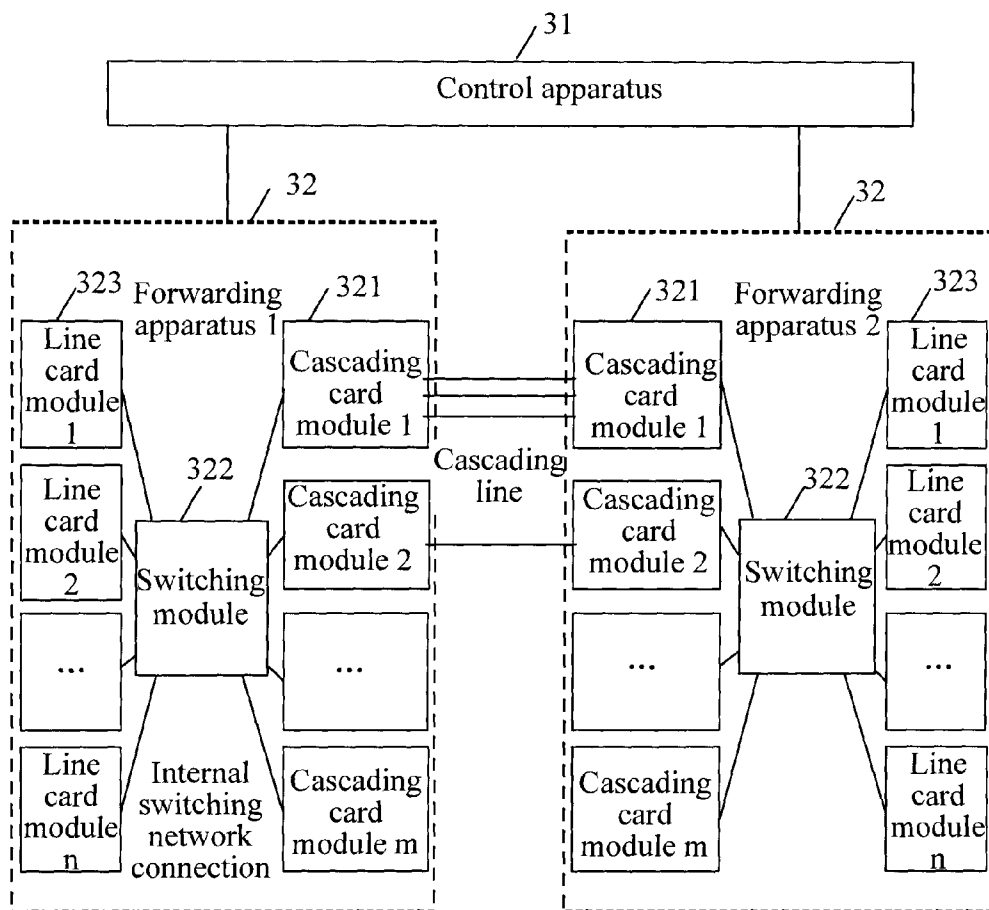 31
Control apparatus
32
32
323
Forwarding
apparatus 1
321
Line
card
module
1
Cascading
card
module 1
321
Forwarding
apparatus 2
323
Cascading
card
module 1
Line
card
module
1
Cascading
line
322
Line
card
module
2
Switching
module
Cascading
card
module 2
Cascading
card
module 2
322
Switching
module
Line
card
module
2
...
...
...
...
Line
card
module
n
Internal
switching
network
connection
Cascading
card
module m
Cascading
card
module m
Line
card
module
n